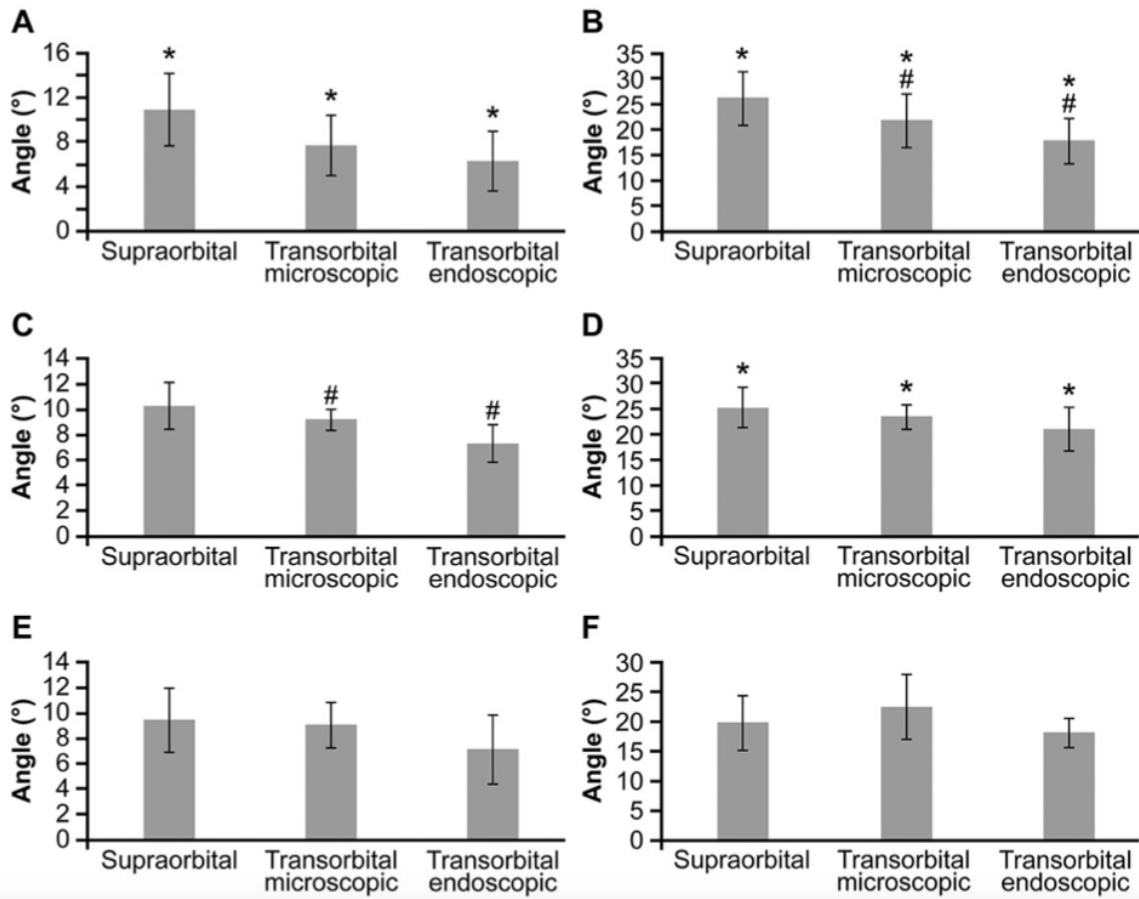 A
Angle (°)
16
12
8
4
0
*
*
*
Supraorbital
Transorbital
microscopic
Transorbital
endoscopic
B
Angle (°)
35
30
25
20
15
10
5
0
*
*
#
*
#
Supraorbital
Transorbital
microscopic
Transorbital
endoscopic
C
Angle (°)
14
12
10
8
6
4
2
0
#
#
Supraorbital
Transorbital
microscopic
Transorbital
endoscopic
D
Angle (°)
35
30
25
20
15
10
5
0
*
*
*
Supraorbital
Transorbital
microscopic
Transorbital
endoscopic
E
Angle (°)
14
12
10
8
6
4
2
0
Supraorbital
Transorbital
microscopic
Transorbital
endoscopic
F
Angle (°)
30
25
20
15
10
5
0
Supraorbital
Transorbital
microscopic
Transorbital
endoscopic